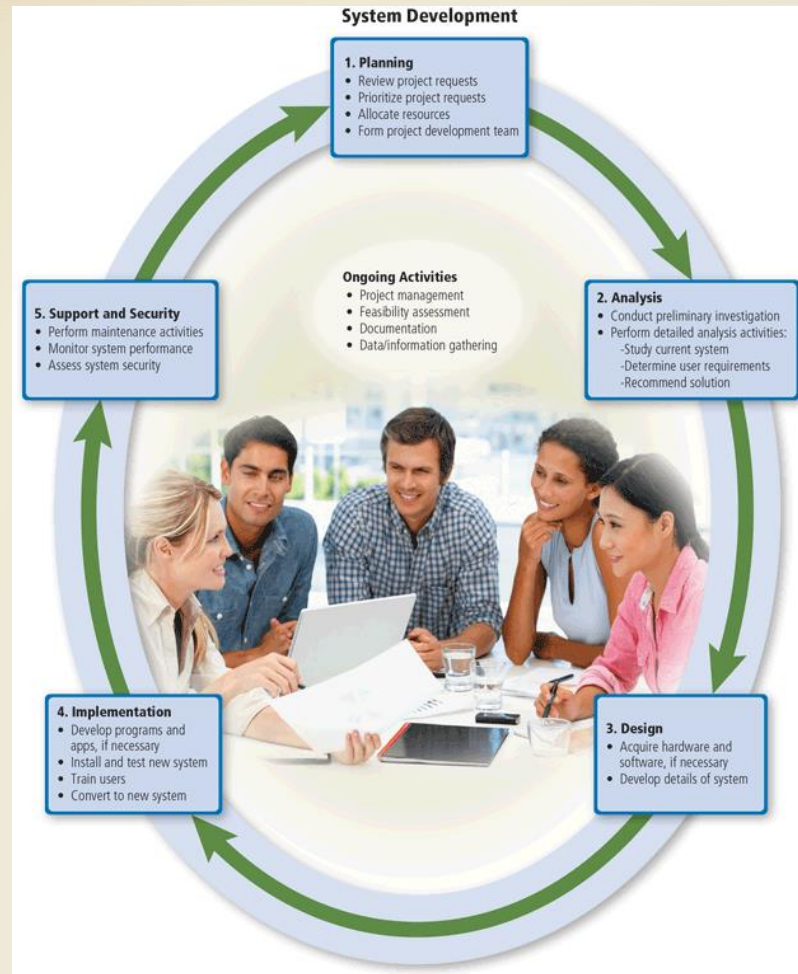 System Development
1. Planning
• Review project requests
• Prioritize project requests
• Allocate resources
• Form project development team
Ongoing Activities
• Project management
• Feasibility assessment
• Documentation
• Data/information gathering
2. Analysis
• Conduct preliminary investigation
• Perform detailed analysis activities:
-Study current system
-Determine user requirements
-Recommend solution
3. Design
• Acquire hardware and
software, if necessary
• Develop details of system
4. Implementation
• Develop programs and
apps, if necessary
• Install and test new system
• Train users
• Convert to new system
5. Support and Security
• Perform maintenance activities
• Monitor system performance
• Assess system security